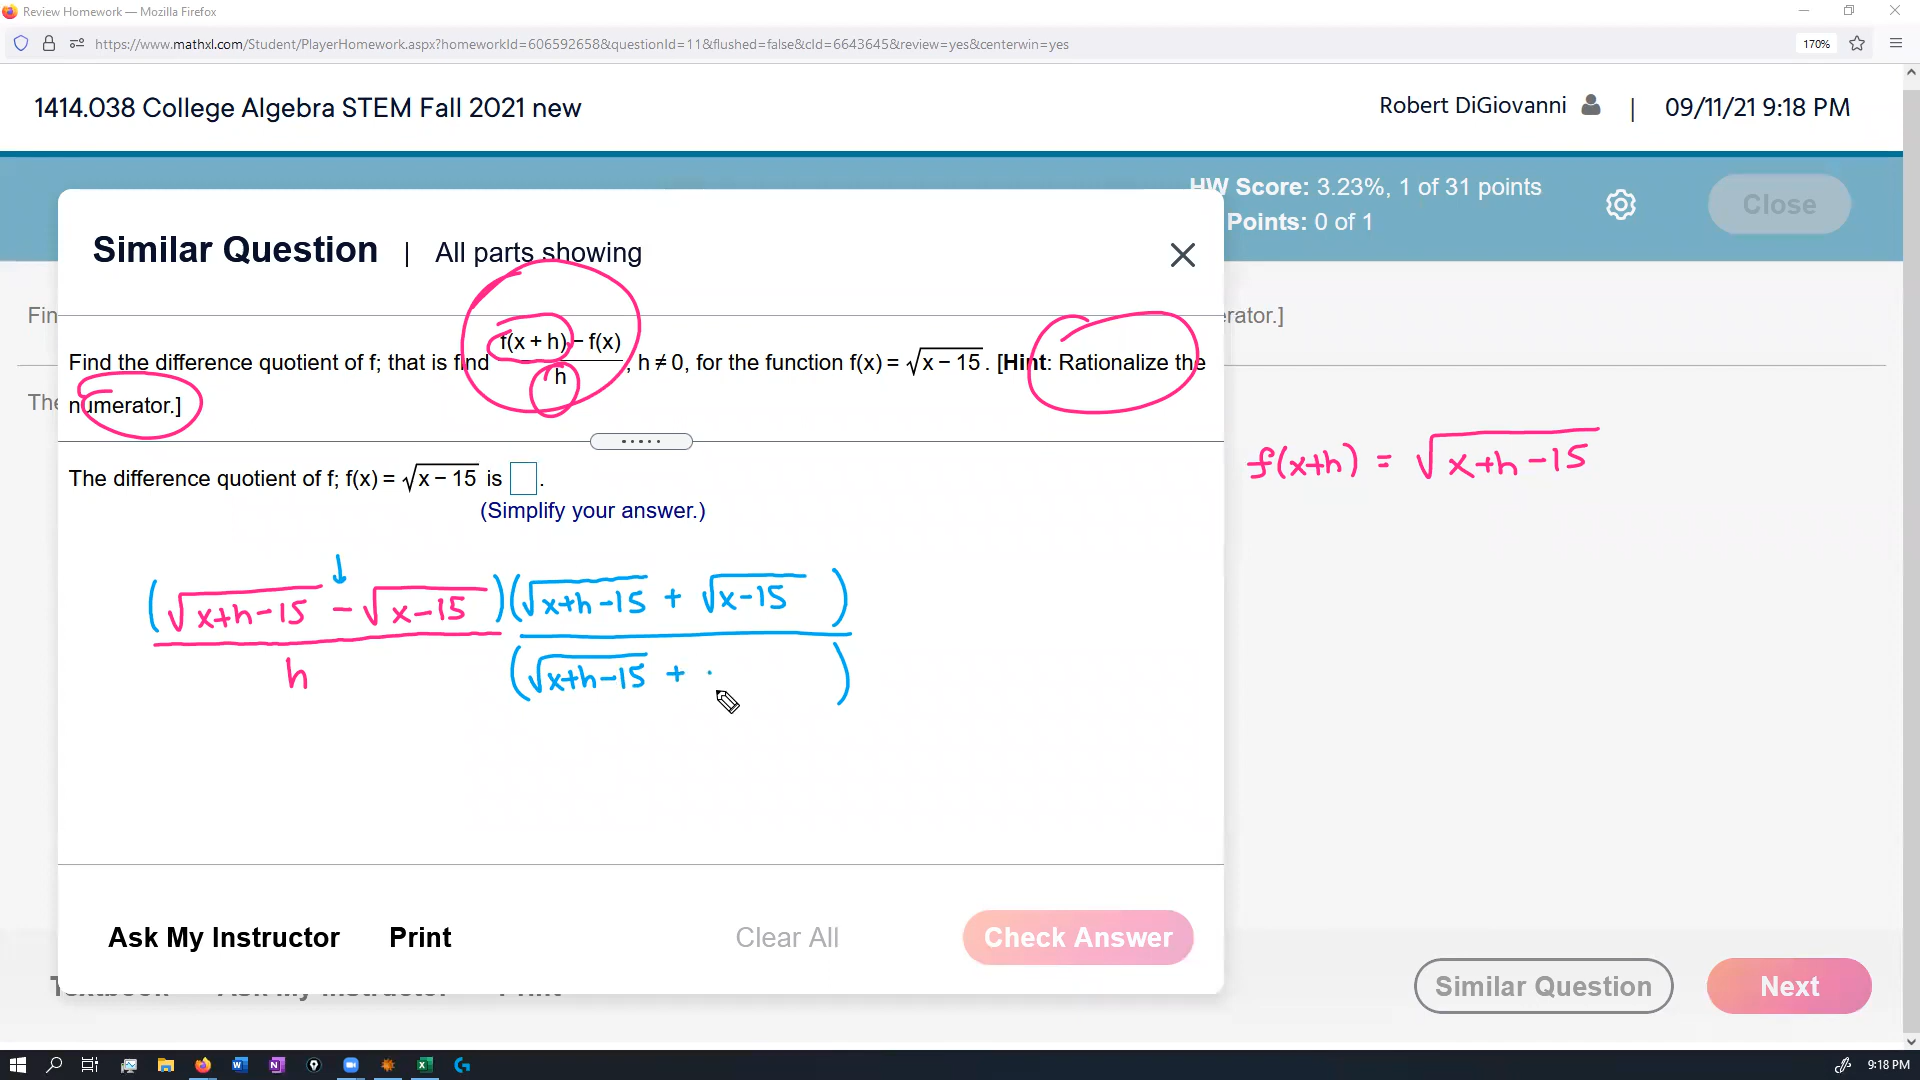 Review Homework — Mozilla Firefox
https://www.mathxl.com/Student/PlayerHomework.aspx?homeworkId=606592658&questionId=11&flushed=false&cId=6643645&review=yes&centerwin=yes
170%
1414.038 College Algebra STEM Fall 2021 new
Robert DiGiovanni | 09/11/21 9:18 PM
HW Score: 3.23%, 1 of 31 points
Points: 0 of 1
Close
Similar Question | All parts showing
Fin
erator.]
f(x + h) − f(x)
Find the difference quotient of f; that is find , h ≠ 0, for the function f(x) = √x − 15. [Hint: Rationalize the
h
numerator.]
The
f(x+h) = √x+h−15
The difference quotient of f; f(x) = √x − 15 is .
(Simplify your answer.)
(√x+h−15 − √x−15)(√x+h−15 + √x−15)
h (√x+h−15 + )
Ask My Instructor Print Clear All Check Answer
Similar Question Next
9:18 PM